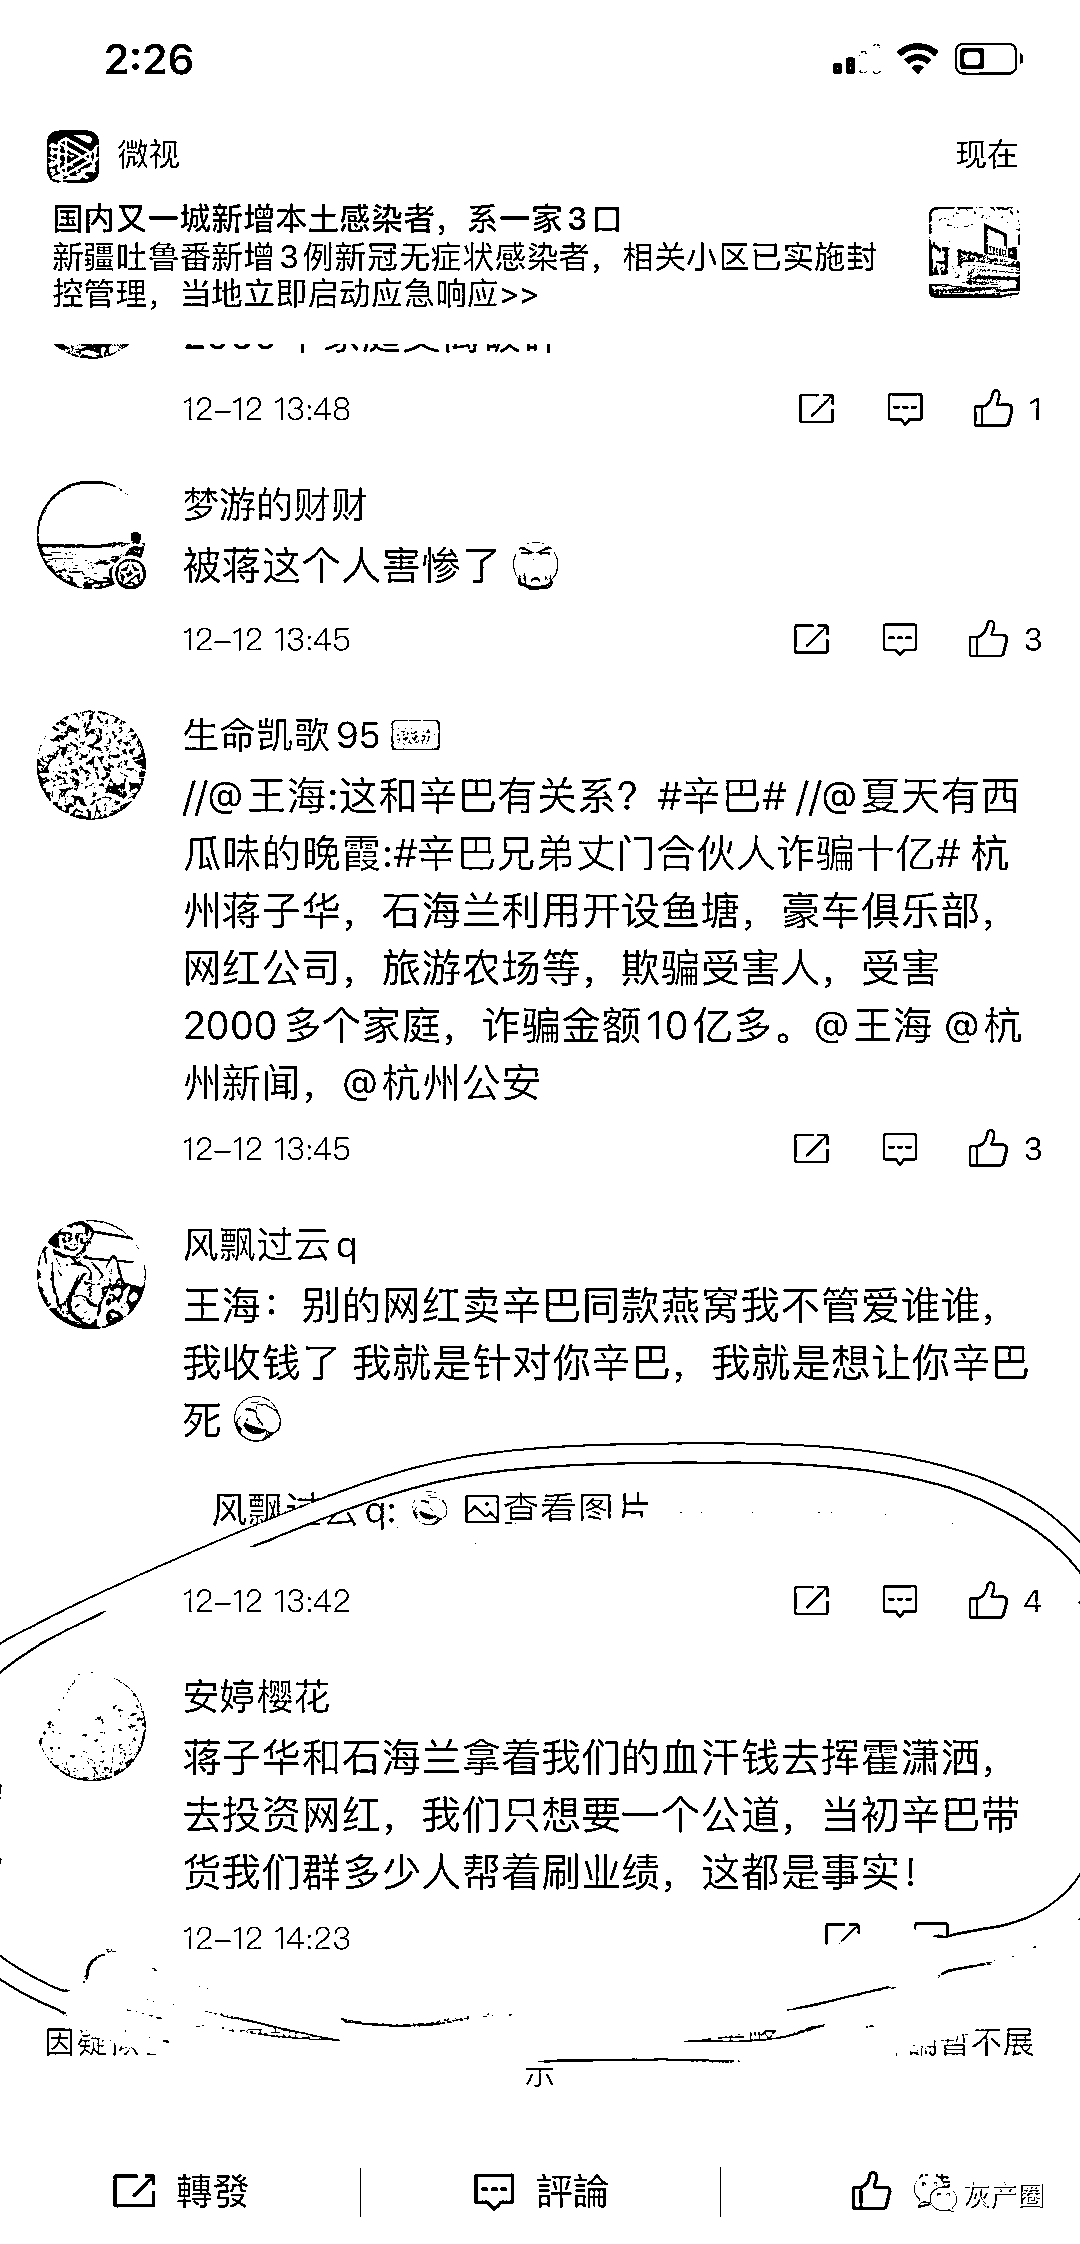 2:26
微视
现在
国内又一城新增本土感染者，系一家3口
新疆吐鲁番新增3例新冠无症状感染者，相关小区已实施封
控管理，当地立即启动应急响应>>
12-12 13:48
1
梦游的财财
被蒋这个人害惨了
12-12 13:45
3
生命凯歌95
//@王海:这和辛巴有关系？#辛巴# //@夏天有西
瓜味的晚霞:#辛巴兄弟丈门合伙人诈骗十亿# 杭
州蒋子华，石海兰利用开设鱼塘，豪车俱乐部，
网红公司，旅游农场等，欺骗受害人，受害
2000多个家庭，诈骗金额10亿多。@王海 @杭
州新闻，@杭州公安
12-12 13:45
3
风飘过云q
王海：别的网红卖辛巴同款燕窝我不管爱谁谁，
我收钱了 我就是针对你辛巴，我就是想让你辛巴
死
风飘过云q: 查看图片
12-12 13:42
4
安婷樱花
蒋子华和石海兰拿着我们的血汗钱去挥霍潇洒，
去投资网红，我们只想要一个公道，当初辛巴带
货我们群多少人帮着刷业绩，这都是事实！
12-12 14:23
因疑
暂不展
示
轉發
評論
灰产圈